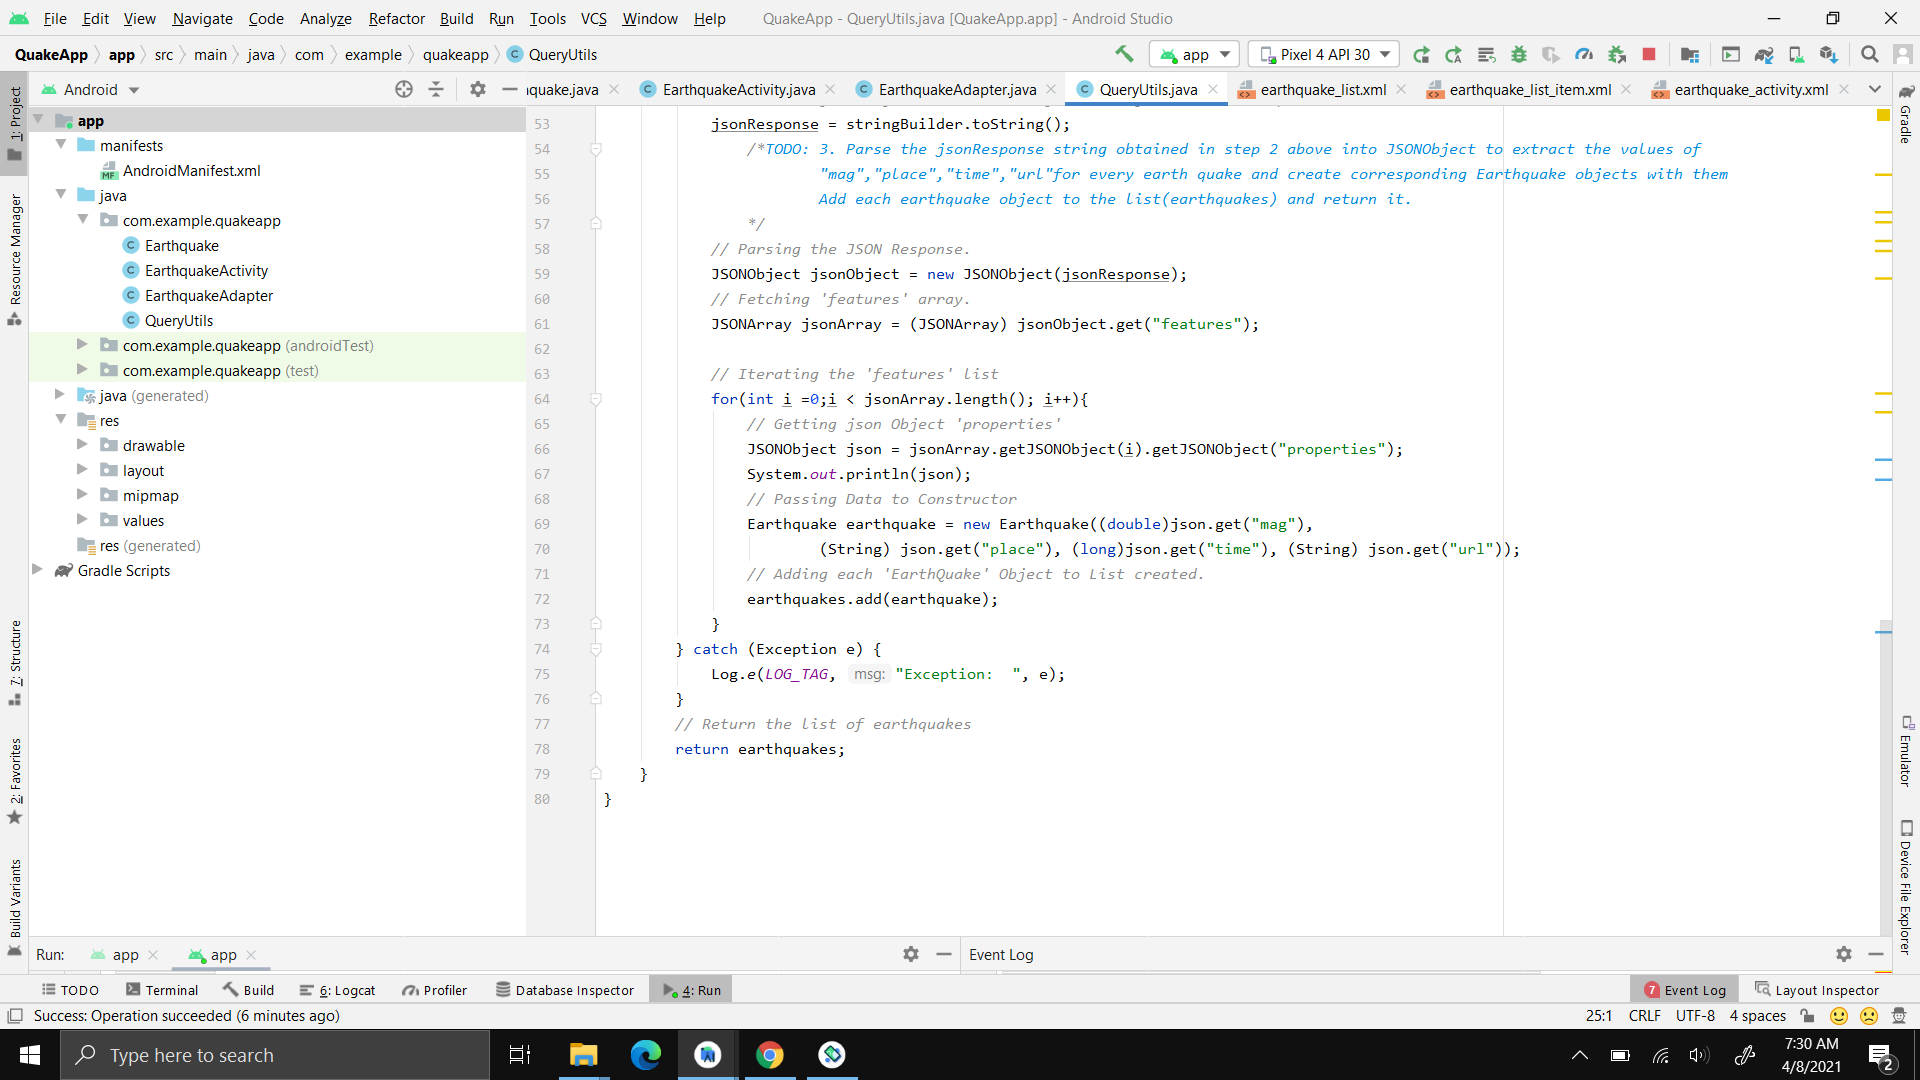 File Edit View Navigate Code Analyze Refactor Build Run Tools VCS Window Help QuakeApp - QueryUtils.java [QuakeApp.app] - Android Studio
QuakeApp app src main java com example quakeapp QueryUtils app Pixel 4 API 30
Android quake.java EarthquakeActivity.java EarthquakeAdapter.java QueryUtils.java earthquake_list.xml earthquake_list_item.xml earthquake_activity.xml
1: Project
Resource Manager
7: Structure
2: Favorites
Build Variants
app
manifests
AndroidManifest.xml
java
com.example.quakeapp
Earthquake
EarthquakeActivity
EarthquakeAdapter
QueryUtils
com.example.quakeapp (androidTest)
com.example.quakeapp (test)
java (generated)
res
drawable
layout
mipmap
values
res (generated)
Gradle Scripts
53 jsonResponse = stringBuilder.toString();
54 /*TODO: 3. Parse the jsonResponse string obtained in step 2 above into JSONObject to extract the values of
55 "mag","place","time","url"for every earth quake and create corresponding Earthquake objects with them
56 Add each earthquake object to the list(earthquakes) and return it.
57 */
58 // Parsing the JSON Response.
59 JSONObject jsonObject = new JSONObject(jsonResponse);
60 // Fetching 'features' array.
61 JSONArray jsonArray = (JSONArray) jsonObject.get("features");
62
63 // Iterating the 'features' list
64 for(int i =0;i < jsonArray.length(); i++){
65 // Getting json Object 'properties'
66 JSONObject json = jsonArray.getJSONObject(i).getJSONObject("properties");
67 System.out.println(json);
68 // Passing Data to Constructor
69 Earthquake earthquake = new Earthquake((double)json.get("mag"),
70 (String) json.get("place"), (long)json.get("time"), (String) json.get("url"));
71 // Adding each 'EarthQuake' Object to List created.
72 earthquakes.add(earthquake);
73 }
74 } catch (Exception e) {
75 Log.e(LOG_TAG, msg: "Exception:  ", e);
76 }
77 // Return the list of earthquakes
78 return earthquakes;
79 }
80 }
Gradle
Emulator
Device File Explorer
Run: app app Event Log
TODO Terminal Build 6: Logcat Profiler Database Inspector 4: Run 7 Event Log Layout Inspector
Success: Operation succeeded (6 minutes ago) 25:1 CRLF UTF-8 4 spaces
Type here to search 7:30 AM
4/8/2021 2